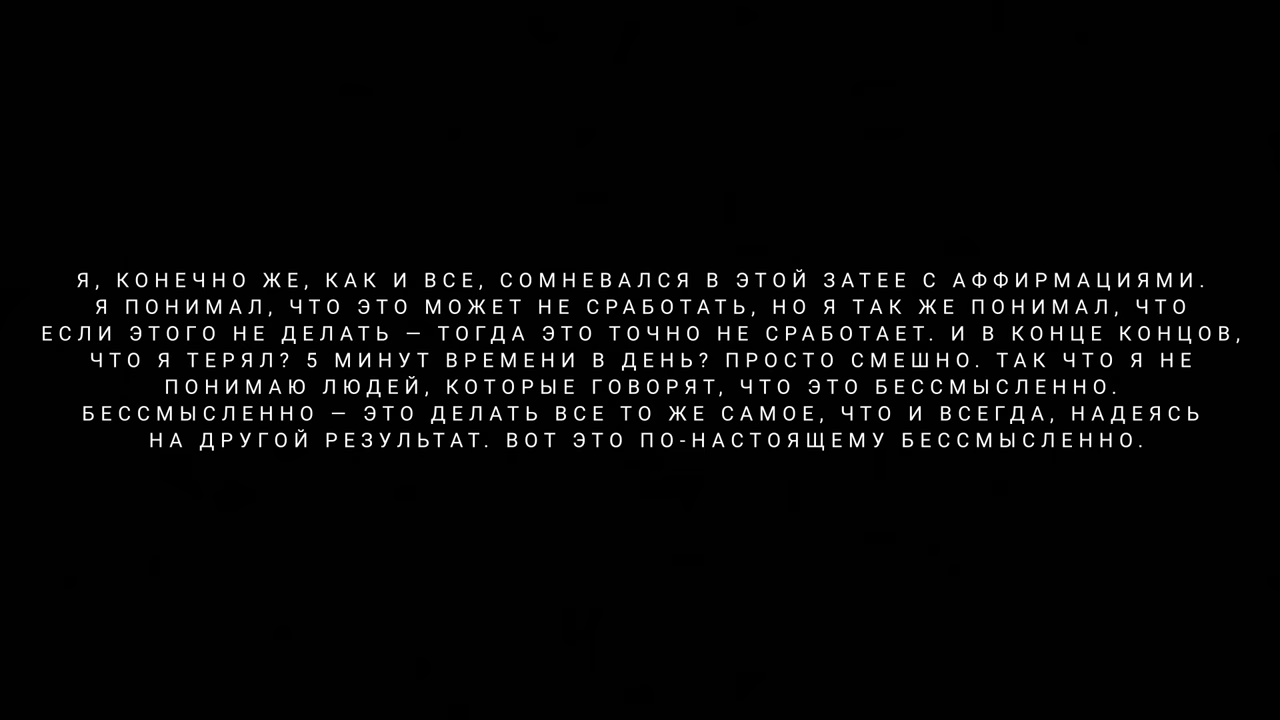 Я, КОНЕЧНО ЖЕ, КАК И ВСЕ, СОМНЕВАЛСЯ В ЭТОЙ ЗАТЕЕ С АФФИРМАЦИЯМИ.
Я ПОНИМАЛ, ЧТО ЭТО МОЖЕТ НЕ СРАБОТАТЬ, НО Я ТАК ЖЕ ПОНИМАЛ, ЧТО
ЕСЛИ ЭТОГО НЕ ДЕЛАТЬ — ТОГДА ЭТО ТОЧНО НЕ СРАБОТАЕТ. И В КОНЦЕ КОНЦОВ,
ЧТО Я ТЕРЯЛ? 5 МИНУТ ВРЕМЕНИ В ДЕНЬ? ПРОСТО СМЕШНО. ТАК ЧТО Я НЕ
ПОНИМАЮ ЛЮДЕЙ, КОТОРЫЕ ГОВОРЯТ, ЧТО ЭТО БЕССМЫСЛЕННО.
БЕССМЫСЛЕННО — ЭТО ДЕЛАТЬ ВСЕ ТО ЖЕ САМОЕ, ЧТО И ВСЕГДА, НАДЕЯСЬ
НА ДРУГОЙ РЕЗУЛЬТАТ. ВОТ ЭТО ПО-НАСТОЯЩЕМУ БЕССМЫСЛЕННО.